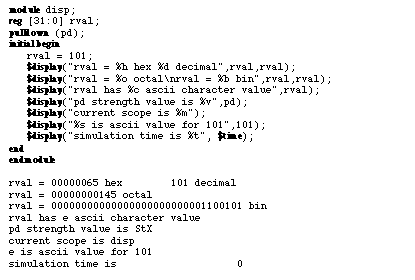 module disp;
reg [31:0] rval;
pulldown (pd);
initial begin
rval = 101;
$display("rval = %h hex %d decimal",rval,rval);
$display("rval = %o octal\nrval = %b bin",rval,rval);
$display("rval has %c ascii character value",rval);
$display("pd strength value is %v",pd);
$display("current scope is %m");
$display("%s is ascii value for 101",101);
$display("simulation time is %t", $time);
end
endmodule
rval = 00000065 hex 101 decimal
rval = 00000000145 octal
rval = 00000000000000000000000001100101 bin
rval has e ascii character value
pd strength value is StX
current scope is disp
e is ascii value for 101
simulation time is 0